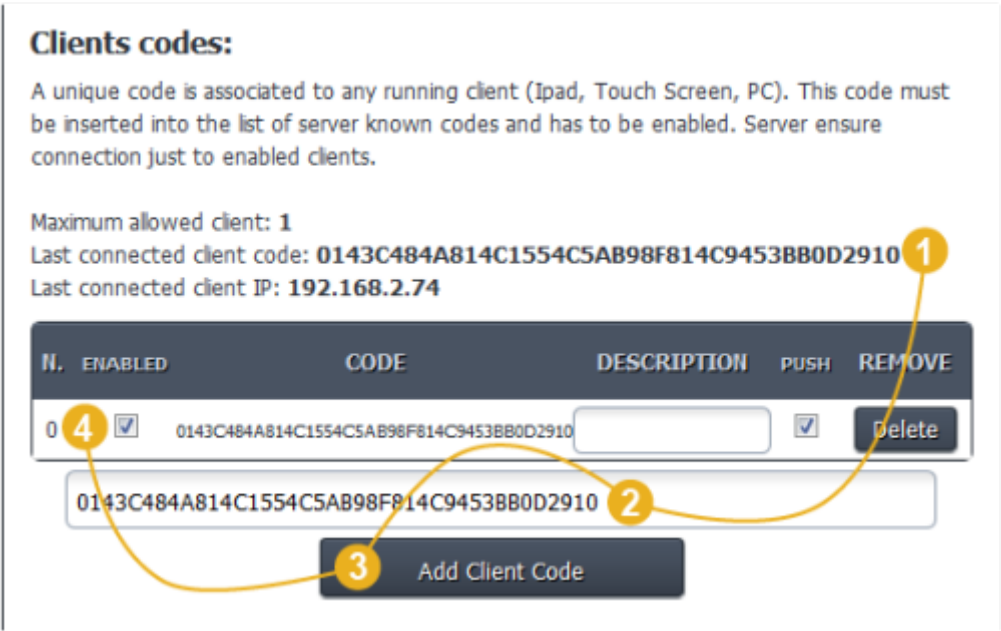 Clients codes:
A unique code is associated to any running client (Ipad, Touch Screen, PC). This code must
be inserted into the list of server known codes and has to be enabled. Server ensure
connection just to enabled clients.
Maximum allowed client: 1
Last connected client code: 0143C484A814C1554C5AB98F814C9453BB0D2910 1
Last connected client IP: 192.168.2.74
N. ENABLED CODE DESCRIPTION PUSH REMOVE
0 4 0143C484A814C1554C5AB98F814C9453BB0D2910 Delete
0143C484A814C1554C5AB98F814C9453BB0D2910 2
3 Add Client Code